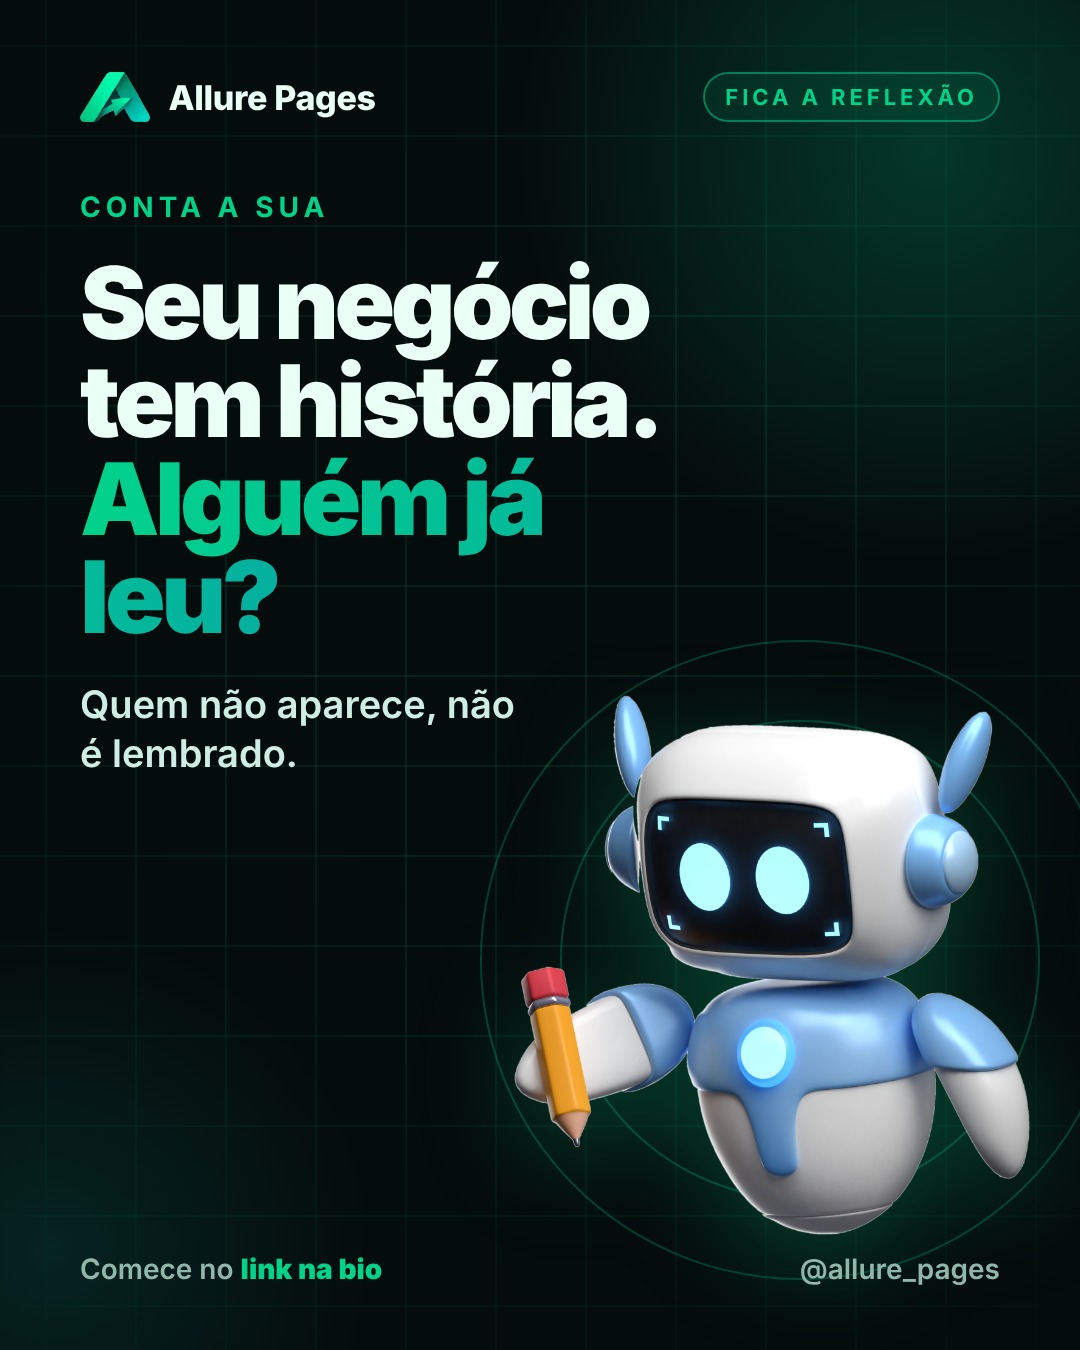 Allure Pages
FICA A REFLEXÃO
CONTA A SUA
Seu negócio
tem história.
Alguém já
leu?
Quem não aparece, não
é lembrado.
Comece no link na bio
@allure_pages